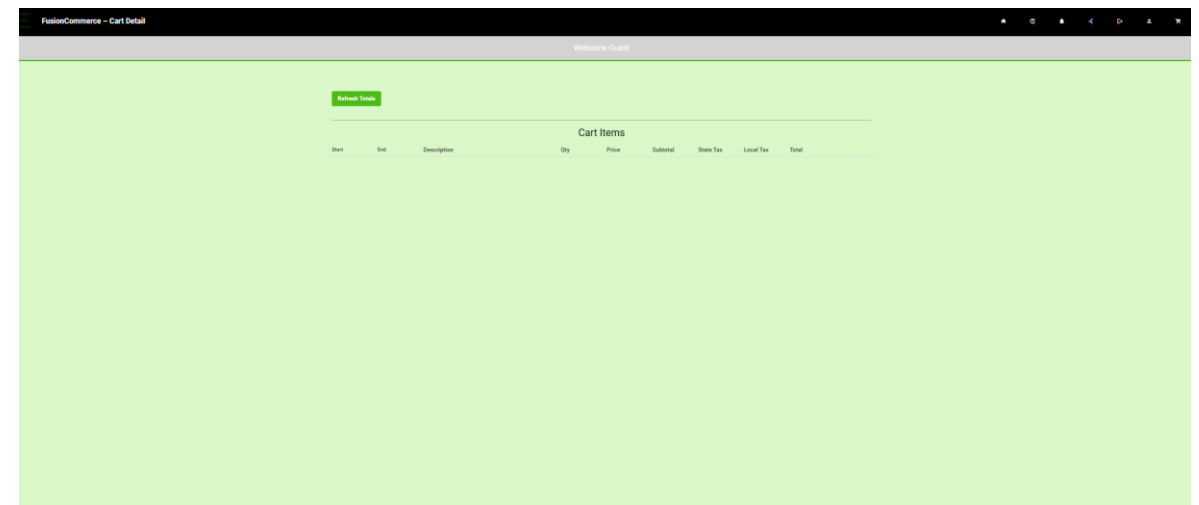 FusionCommerce – Cart Detail
Welcome Guest
Refresh Totals
Cart Items
Start End Description Qty Price Subtotal State Tax Local Tax Total